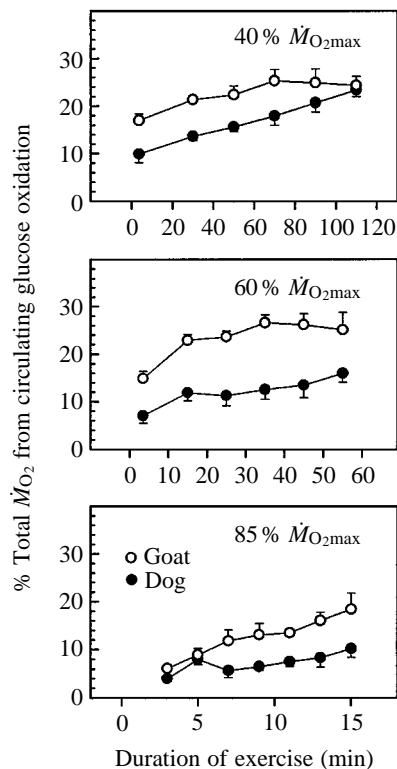 % Total ṀO2 from circulating glucose oxidation
40 % ṀO2max
30
20
10
0
0 20 40 60 80 100 120
60 % ṀO2max
30
20
10
0
0 10 20 30 40 50 60
85 % ṀO2max
40
30
20
10
0
Goat
Dog
0 5 10 15
Duration of exercise (min)